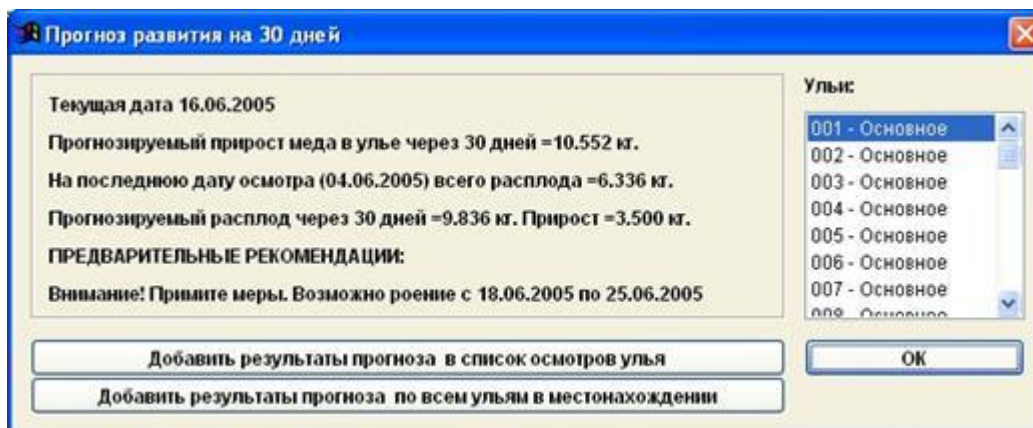 Прогноз развития на 30 дней
Текущая дата 16.06.2005
Прогнозируемый прирост меда в улье через 30 дней =10.552 кг.
На последнюю дату осмотра (04.06.2005) всего расплода =6.336 кг.
Прогнозируемый расплод через 30 дней =9.836 кг. Прирост =3.500 кг.
ПРЕДВАРИТЕЛЬНЫЕ РЕКОМЕНДАЦИИ:
Внимание! Примите меры. Возможно роение с 18.06.2005 по 25.06.2005
Ульи:
001 - Основное
002 - Основное
003 - Основное
004 - Основное
005 - Основное
006 - Основное
007 - Основное
008 - Основное
Добавить результаты прогноза в список осмотров улья
ОК
Добавить результаты прогноза по всем ульям в местонахождении